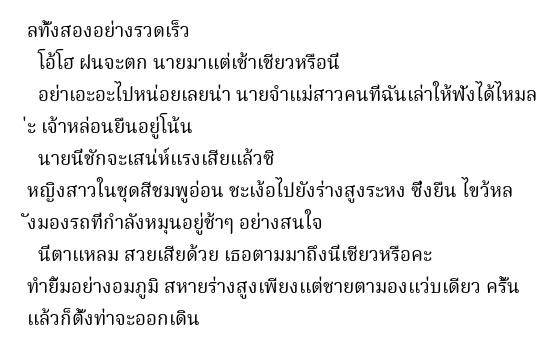 ลทั้งสองอย่างรวดเร็ว
โอ้โฮ ฝนจะตก นายมาแต่เช้าเชียวหรือนี่
อย่าเอะอะไปหน่อยเลยน่า นายจำแม่สาวคนที่ฉันเล่าให้ฟังได้ไหมล
่ะ เจ้าหล่อนยืนอยู่โน้น
นายนี่ชักจะเสน่ห์แรงเสียแล้วซิ
หญิงสาวในชุดสีชมพูอ่อน ชะเง้อไปยังร่างสูงระหง ซึ่งยืน ไขว้หล
ังมองรถที่กำลังหมุนอยู่ช้าๆ อย่างสนใจ
นี่ตาแหลม สวยเสียด้วย เธอตามมาถึงนี่เชียวหรือคะ
ทำยิ้มอย่างอมภูมิ สหายร่างสูงเพียงแต่ชายตามองแว่บเดียว ครั้น
แล้วก็ตั้งท่าจะออกเดิน